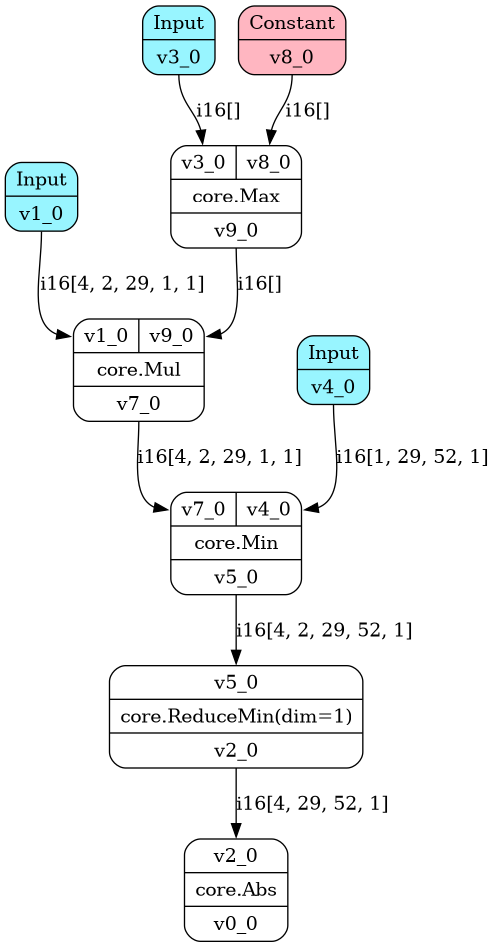 Input
v3_0
Constant
v8_0
i16[]
i16[]
v3_0 v8_0
core.Max
v9_0
Input
v1_0
i16[4, 2, 29, 1, 1]
i16[]
v1_0 v9_0
core.Mul
v7_0
Input
v4_0
i16[4, 2, 29, 1, 1]
i16[1, 29, 52, 1]
v7_0 v4_0
core.Min
v5_0
i16[4, 2, 29, 52, 1]
v5_0
core.ReduceMin(dim=1)
v2_0
i16[4, 29, 52, 1]
v2_0
core.Abs
v0_0